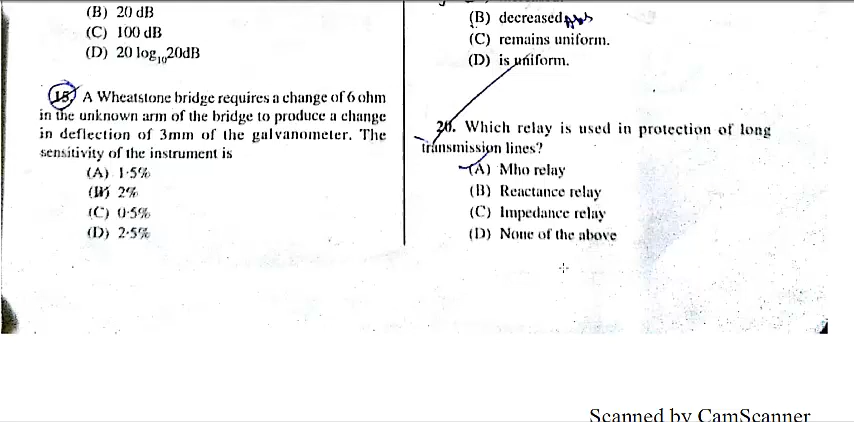 (B) 20 dB
(C) 100 dB
(D) 20 log₁₀20dB
15. A Wheatstone bridge requires a change of 6 ohm
in the unknown arm of the bridge to produce a change
in deflection of 3mm of the galvanometer. The
sensitivity of the instrument is
(A) 1·5%
(B) 2%
(C) 0·5%
(D) 2·5%
(B) decreased
(C) remains uniform.
(D) is uniform.
20. Which relay is used in protection of long
transmission lines?
(A) Mho relay
(B) Reactance relay
(C) Impedance relay
(D) None of the above
Scanned by CamScanner